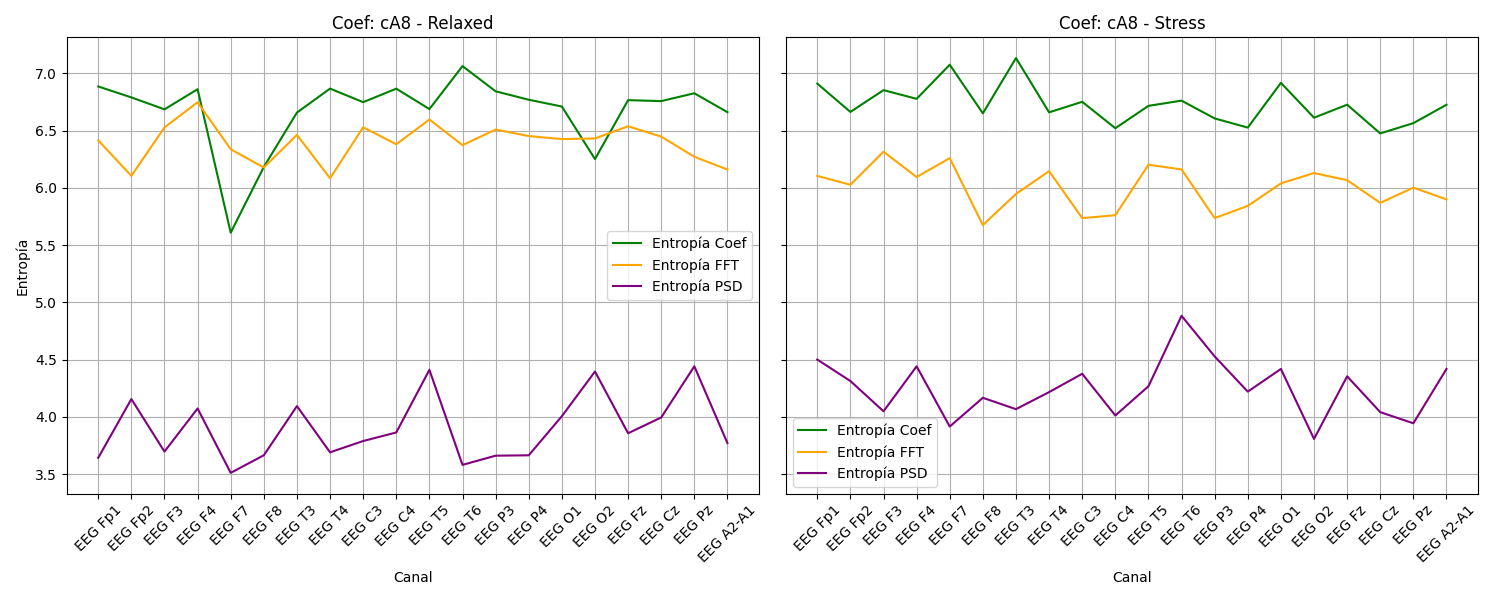 Coef: cA8 - Relaxed
Entropía
7.0
6.5
6.0
5.5
5.0
4.5
4.0
3.5
Entropía Coef
Entropía FFT
Entropía PSD
EEG Fp1
EEG Fp2
EEG F3
EEG F4
EEG F7
EEG F8
EEG T3
EEG T4
EEG C3
EEG C4
EEG T5
EEG T6
EEG P3
EEG P4
EEG O1
EEG O2
EEG Fz
EEG Cz
EEG Pz
EEG A2-A1
Canal
Coef: cA8 - Stress
Entropía Coef
Entropía FFT
Entropía PSD
EEG Fp1
EEG Fp2
EEG F3
EEG F4
EEG F7
EEG F8
EEG T3
EEG T4
EEG C3
EEG C4
EEG T5
EEG T6
EEG P3
EEG P4
EEG O1
EEG O2
EEG Fz
EEG Cz
EEG Pz
EEG A2-A1
Canal